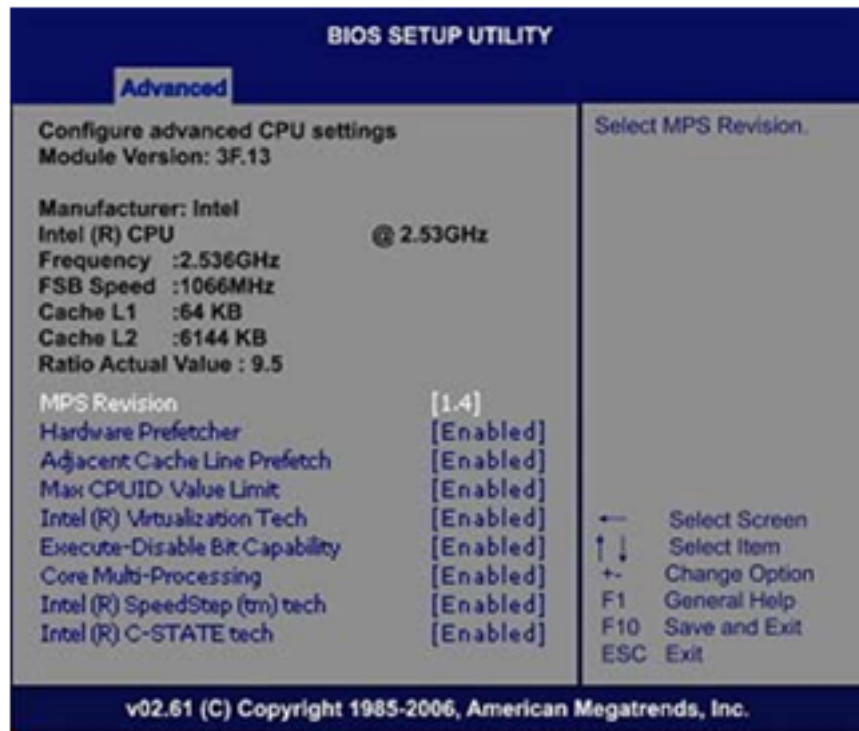 BIOS SETUP UTILITY
Advanced
Configure advanced CPU settings
Module Version: 3F.13
Manufacturer: Intel
Intel (R) CPU @ 2.53GHz
Frequency :2.536GHz
FSB Speed :1066MHz
Cache L1 :64 KB
Cache L2 :6144 KB
Ratio Actual Value : 9.5
MPS Revision [1.4]
Hardware Prefetcher [Enabled]
Adjacent Cache Line Prefetch [Enabled]
Max CPUID Value Limit [Enabled]
Intel (R) Virtualization Tech [Enabled]
Execute-Disable Bit Capability [Enabled]
Core Multi-Processing [Enabled]
Intel (R) SpeedStep (tm) tech [Enabled]
Intel (R) C-STATE tech [Enabled]
Select MPS Revision.
← Select Screen
↑ ↓ Select Item
+- Change Option
F1 General Help
F10 Save and Exit
ESC Exit
v02.61 (C) Copyright 1985-2006, American Megatrends, Inc.